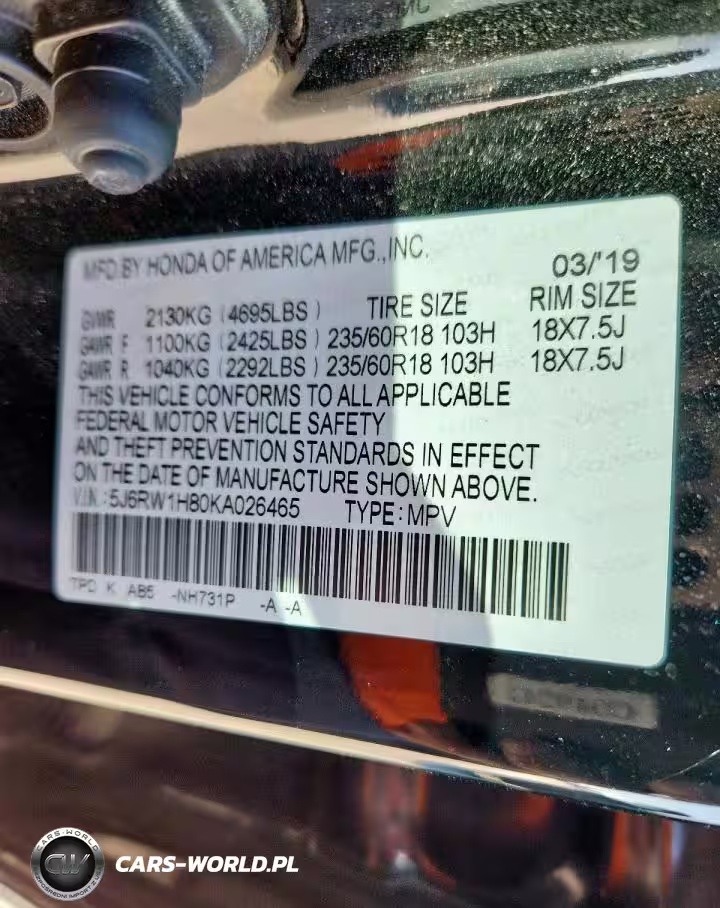 MFD.BY HONDA OF AMERICA MFG.,INC. 03/'19
GVWR 2130KG (4695LBS) TIRE SIZE RIM SIZE
GAWR F 1100KG (2425LBS) 235/60R18 103H 18X7.5J
GAWR R 1040KG (2292LBS) 235/60R18 103H 18X7.5J
THIS VEHICLE CONFORMS TO ALL APPLICABLE
FEDERAL MOTOR VEHICLE SAFETY
AND THEFT PREVENTION STANDARDS IN EFFECT
ON THE DATE OF MANUFACTURE SHOWN ABOVE.
V.I.N.:5J6RW1H80KA026465 TYPE:MPV
TPD K AB5 -NH731P -A -A
CARS-WORLD
CW
CARS-WORLD.PL